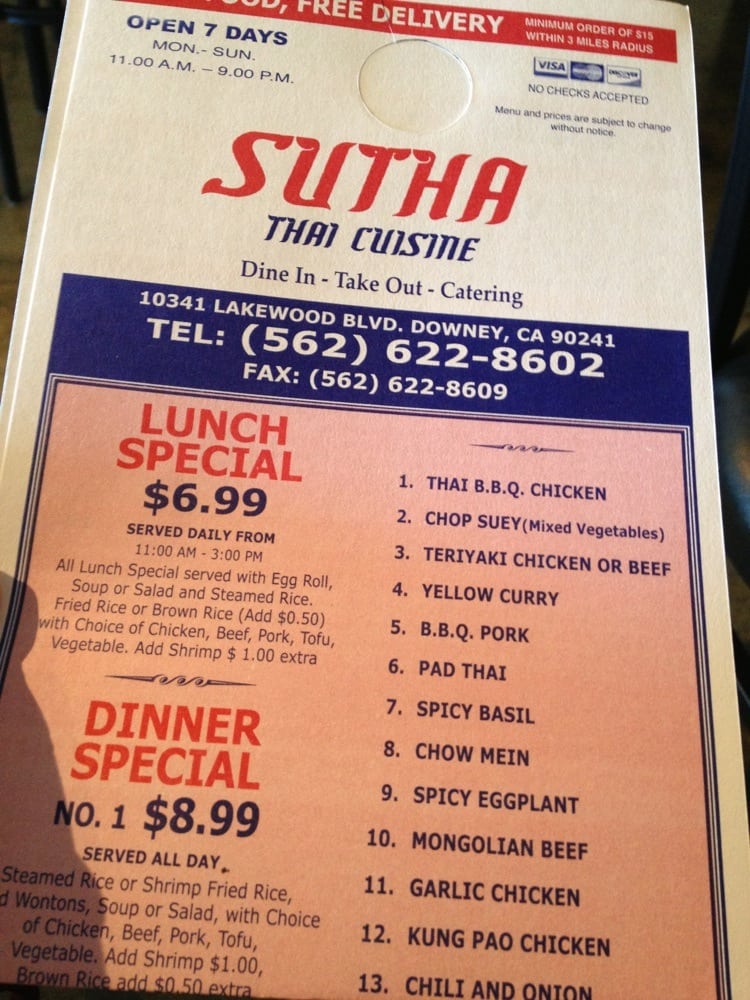 FREE DELIVERY
MINIMUM ORDER OF $15
WITHIN 3 MILES RADIUS
OPEN 7 DAYS
MON.- SUN.
11.00 A.M. – 9.00 P.M.
VISA
DISCOVER
NO CHECKS ACCEPTED
Menu and prices are subject to change
without notice.
SUTHA
THAI CUISINE
Dine In - Take Out - Catering
10341 LAKEWOOD BLVD. DOWNEY, CA 90241
TEL: (562) 622-8602
FAX: (562) 622-8609
LUNCH
SPECIAL
$6.99
SERVED DAILY FROM
11:00 AM - 3:00 PM
All Lunch Special served with Egg Roll,
Soup or Salad and Steamed Rice.
Fried Rice or Brown Rice (Add $0.50)
with Choice of Chicken, Beef, Pork, Tofu,
Vegetable. Add Shrimp $ 1.00 extra
DINNER
SPECIAL
NO. 1 $8.99
SERVED ALL DAY
Steamed Rice or Shrimp Fried Rice,
Wontons, Soup or Salad, with Choice
of Chicken, Beef, Pork, Tofu,
Vegetable. Add Shrimp $1.00,
Brown Rice add $0.50 extra
1. THAI B.B.Q. CHICKEN
2. CHOP SUEY(Mixed Vegetables)
3. TERIYAKI CHICKEN OR BEEF
4. YELLOW CURRY
5. B.B.Q. PORK
6. PAD THAI
7. SPICY BASIL
8. CHOW MEIN
9. SPICY EGGPLANT
10. MONGOLIAN BEEF
11. GARLIC CHICKEN
12. KUNG PAO CHICKEN
13. CHILI AND ONION